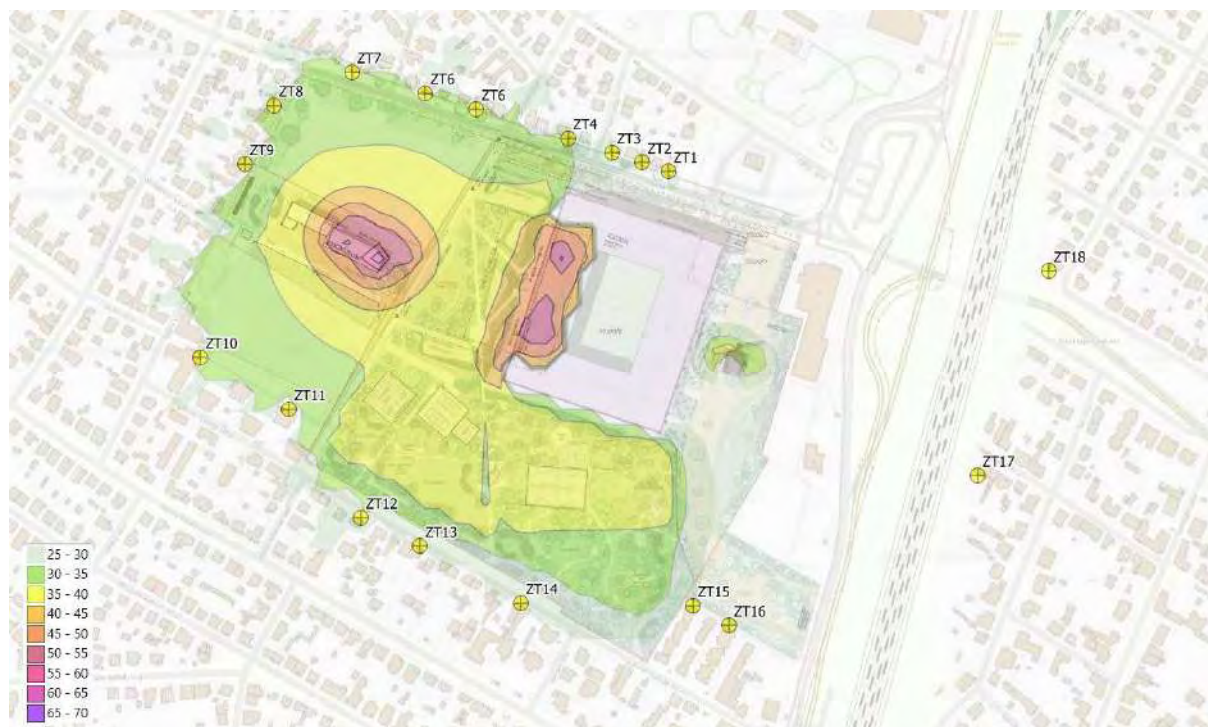 ZT7
ZT6
ZT6
ZT8
ZT4
ZT3
ZT2
ZT1
ZT9
ZT18
ZT10
ZT11
ZT17
ZT12
ZT13
ZT14
ZT15
ZT16
25 - 30
30 - 35
35 - 40
40 - 45
45 - 50
50 - 55
55 - 60
60 - 65
65 - 70